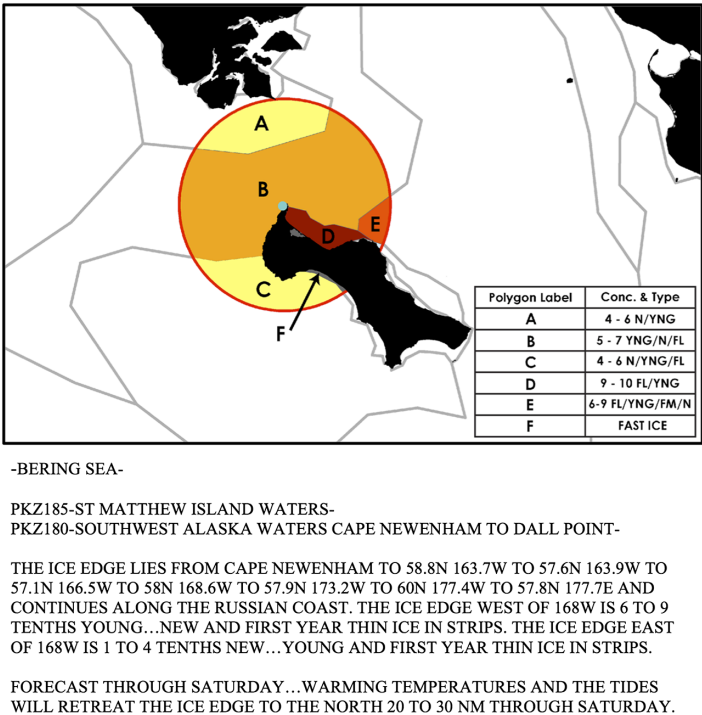 A
B
E
D
C
F
Polygon Label Conc. & Type
A 4 - 6 N/YNG
B 5 - 7 YNG/N/FL
C 4 - 6 N/YNG/FL
D 9 - 10 FL/YNG
E 6-9 FL/YNG/FM/N
F FAST ICE
-BERING SEA-
PKZ185-ST MATTHEW ISLAND WATERS-
PKZ180-SOUTHWEST ALASKA WATERS CAPE NEWENHAM TO DALL POINT-
THE ICE EDGE LIES FROM CAPE NEWENHAM TO 58.8N 163.7W TO 57.6N 163.9W TO
57.1N 166.5W TO 58N 168.6W TO 57.9N 173.2W TO 60N 177.4W TO 57.8N 177.7E AND
CONTINUES ALONG THE RUSSIAN COAST. THE ICE EDGE WEST OF 168W IS 6 TO 9
TENTHS YOUNG…NEW AND FIRST YEAR THIN ICE IN STRIPS. THE ICE EDGE EAST
OF 168W IS 1 TO 4 TENTHS NEW…YOUNG AND FIRST YEAR THIN ICE IN STRIPS.
FORECAST THROUGH SATURDAY…WARMING TEMPERATURES AND THE TIDES
WILL RETREAT THE ICE EDGE TO THE NORTH 20 TO 30 NM THROUGH SATURDAY.